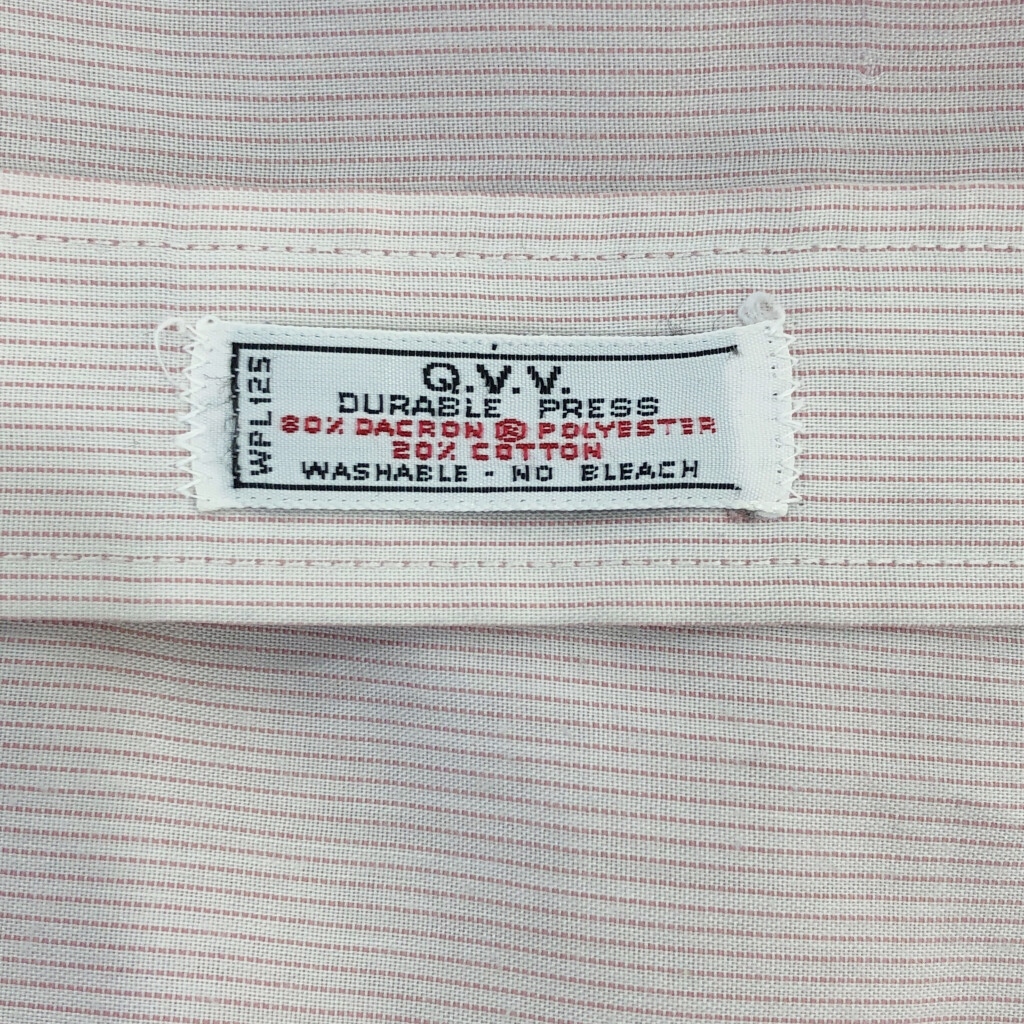 WPL125
Q.V.V.
DURABLE PRESS
80% DACRON ® POLYESTER
20% COTTON
WASHABLE - NO BLEACH